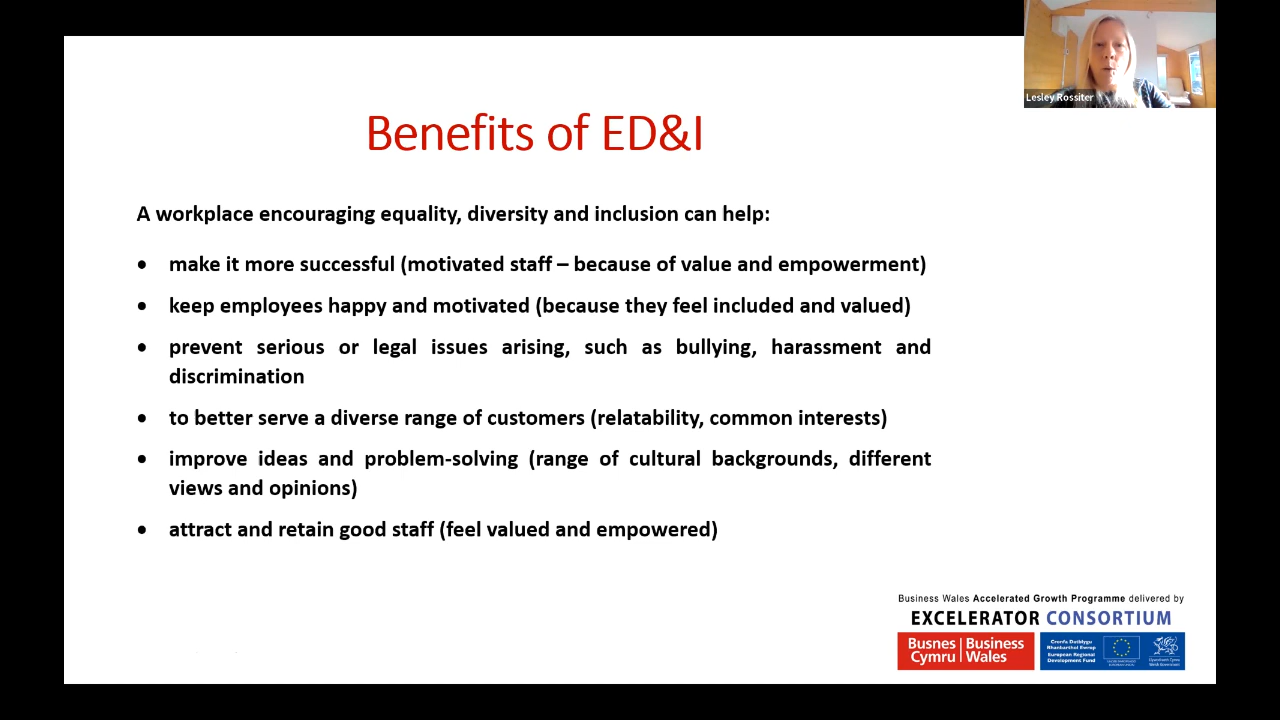 Lesley Rossiter
Benefits of ED&I
A workplace encouraging equality, diversity and inclusion can help:
• make it more successful (motivated staff – because of value and empowerment)
• keep employees happy and motivated (because they feel included and valued)
• prevent serious or legal issues arising, such as bullying, harassment and
discrimination
• to better serve a diverse range of customers (relatability, common interests)
• improve ideas and problem-solving (range of cultural backgrounds, different
views and opinions)
• attract and retain good staff (feel valued and empowered)
Business Wales Accelerated Growth Programme delivered by
EXCELERATOR CONSORTIUM
Busnes Cymru | Business Wales
Cronfa Datblygu
Rhanbarthol Ewrop
European Regional
Development Fund